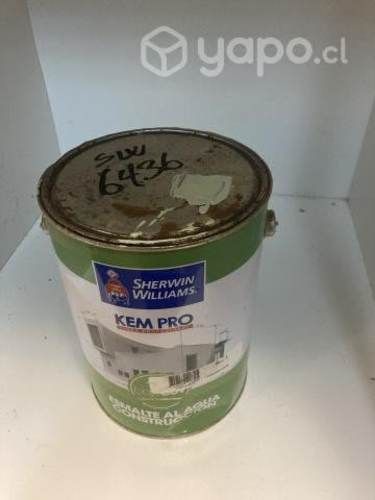 yapo.cl
SW
6436
SHERWIN
WILLIAMS.
KEM PRO
ESMALTE AL AGUA
CONSTRUCCION